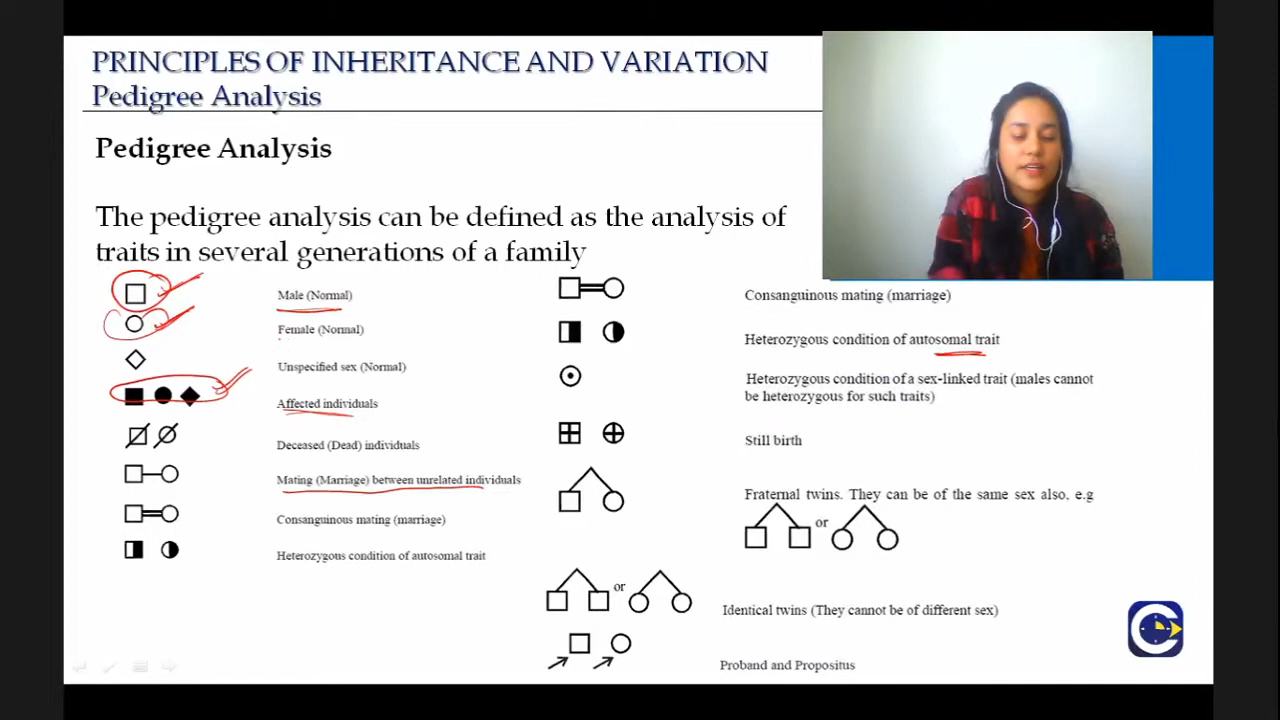 PRINCIPLES OF INHERITANCE AND VARIATION
Pedigree Analysis
Pedigree Analysis
The pedigree analysis can be defined as the analysis of
traits in several generations of a family
Male (Normal)
Female (Normal)
Unspecified sex (Normal)
Affected individuals
Deceased (Dead) individuals
Mating (Marriage) between unrelated individuals
Consanguinous mating (marriage)
Heterozygous condition of autosomal trait
Consanguinous mating (marriage)
Heterozygous condition of autosomal trait
Heterozygous condition of a sex-linked trait (males cannot
be heterozygous for such traits)
Still birth
Fraternal twins. They can be of the same sex also. e.g
or
or
Identical twins (They cannot be of different sex)
Proband and Propositus